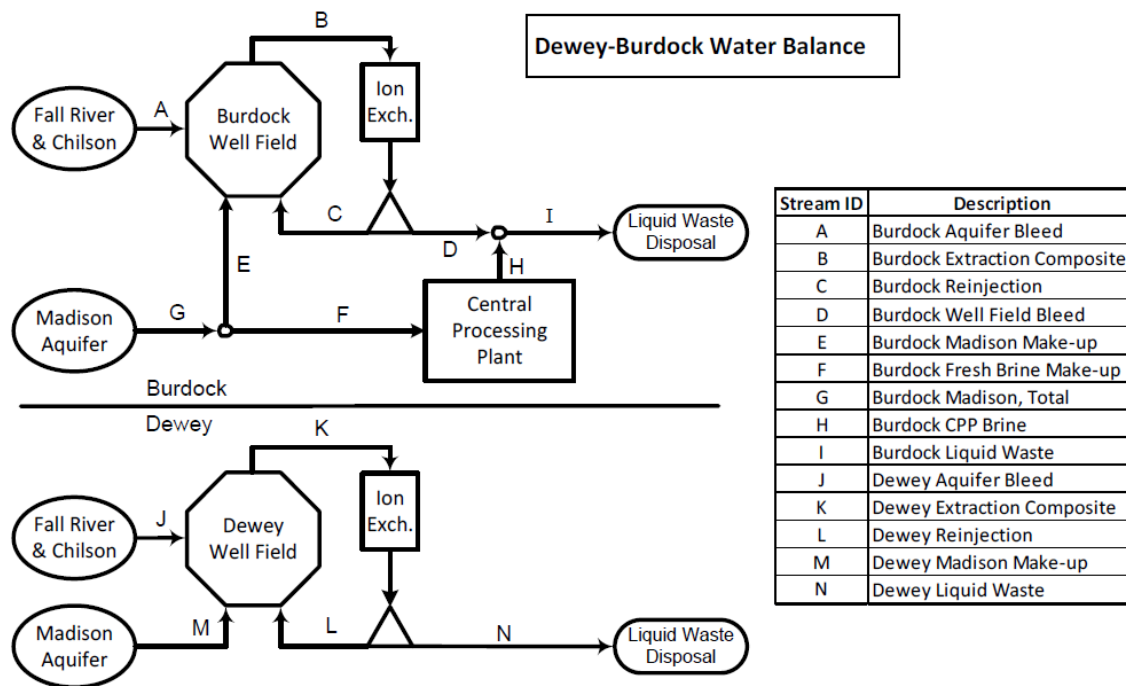 Dewey-Burdock Water Balance
B
Ion
Exch.
Fall River
& Chilson
A
Burdock
Well Field
C
D
I
Liquid Waste
Disposal
H
E
Madison
Aquifer
G
F
Central
Processing
Plant
Burdock
Dewey
K
Ion
Exch.
Fall River
& Chilson
J
Dewey
Well Field
Madison
Aquifer
M
L
N
Liquid Waste
Disposal
Stream ID Description
A Burdock Aquifer Bleed
B Burdock Extraction Composite
C Burdock Reinjection
D Burdock Well Field Bleed
E Burdock Madison Make-up
F Burdock Fresh Brine Make-up
G Burdock Madison, Total
H Burdock CPP Brine
I Burdock Liquid Waste
J Dewey Aquifer Bleed
K Dewey Extraction Composite
L Dewey Reinjection
M Dewey Madison Make-up
N Dewey Liquid Waste